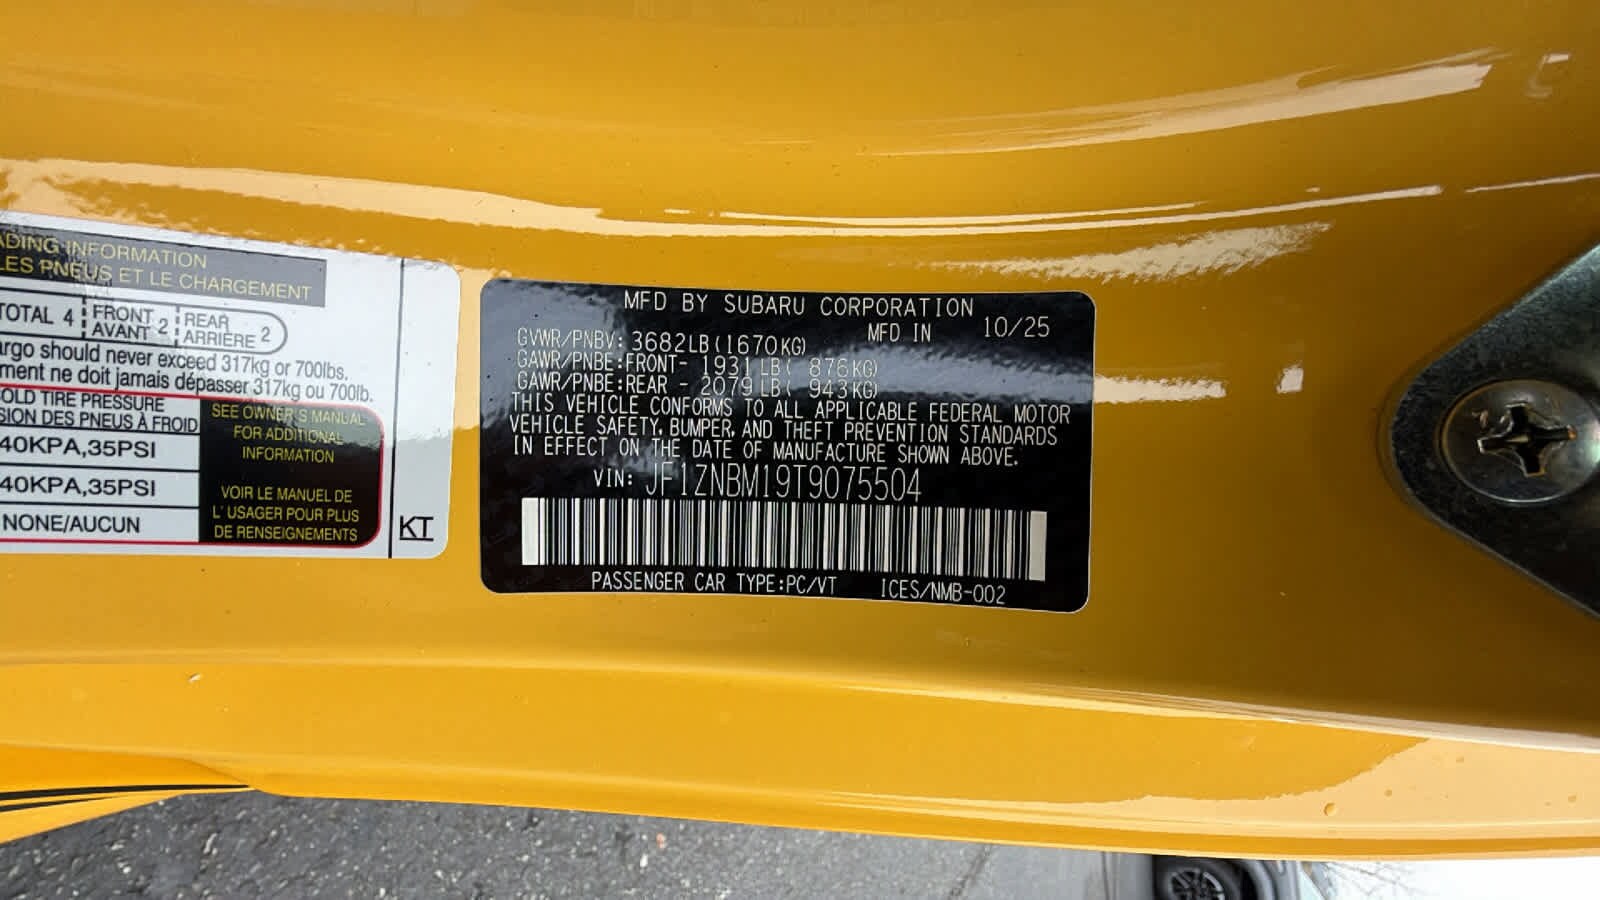 ADING INFORMATION
LES PNEUS ET LE CHARGEMENT
TOTAL 4 FRONT AVANT 2 REAR ARRIÈRE 2
argo should never exceed 317kg or 700lbs.
ment ne doit jamais dépasser 317kg ou 700lb.
OLD TIRE PRESSURE
SION DES PNEUS À FROID
40KPA,35PSI
40KPA,35PSI
NONE/AUCUN
SEE OWNER,S MANUAL
FOR ADDITIONAL
INFORMATION
VOIR LE MANUEL DE
L' USAGER POUR PLUS
DE RENSEIGNEMENTS
KT
MFD BY SUBARU CORPORATION
MFD IN 10/25
GVWR/PNBV: 3682LB(1670KG)
GAWR/PNBE:FRONT- 1931LB( 876KG)
GAWR/PNBE:REAR - 2079LB( 943KG)
THIS VEHICLE CONFORMS TO ALL APPLICABLE FEDERAL MOTOR
VEHICLE SAFETY, BUMPER, AND THEFT PREVENTION STANDARDS
IN EFFECT ON THE DATE OF MANUFACTURE SHOWN ABOVE.
VIN: JF1ZNBM19T9075504
PASSENGER CAR TYPE:PC/VT ICES/NMB-002